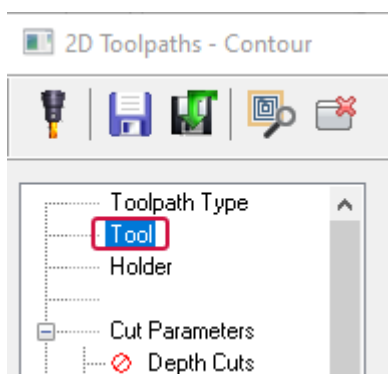 2D Toolpaths - Contour
Toolpath Type
Tool
Holder
Cut Parameters
Depth Cuts